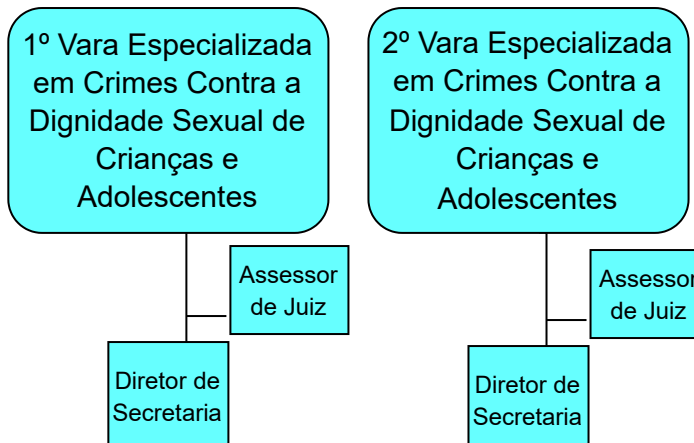 1º Vara Especializada
em Crimes Contra a
Dignidade Sexual de
Crianças e
Adolescentes
Assessor
de Juiz
Diretor de
Secretaria
2º Vara Especializada
em Crimes Contra a
Dignidade Sexual de
Crianças e
Adolescentes
Assessor
de Juiz
Diretor de
Secretaria